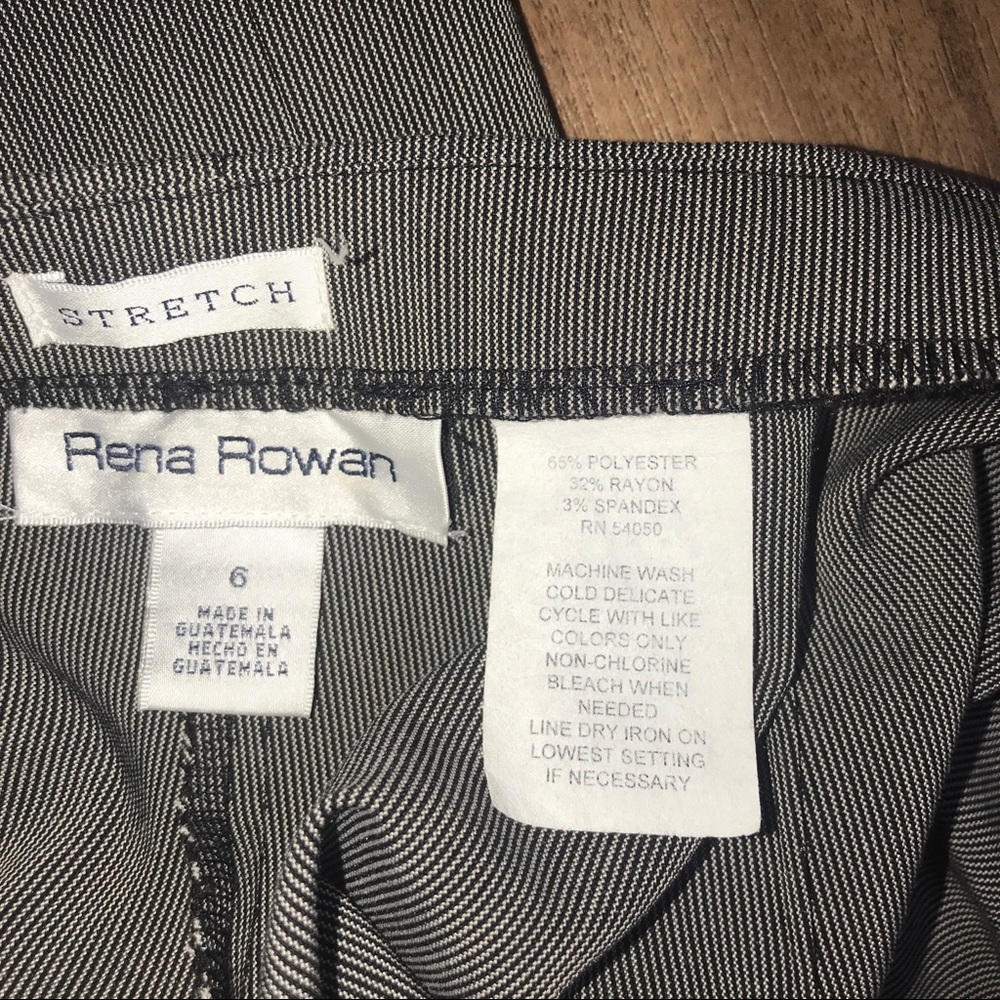 STRETCH
Rena Rowan
6
MADE IN
GUATEMALA
HECHO EN
GUATEMALA
65% POLYESTER
32% RAYON
3% SPANDEX
RN 54050
MACHINE WASH
COLD DELICATE
CYCLE WITH LIKE
COLORS ONLY
NON-CHLORINE
BLEACH WHEN
NEEDED
LINE DRY IRON ON
LOWEST SETTING
IF NECESSARY